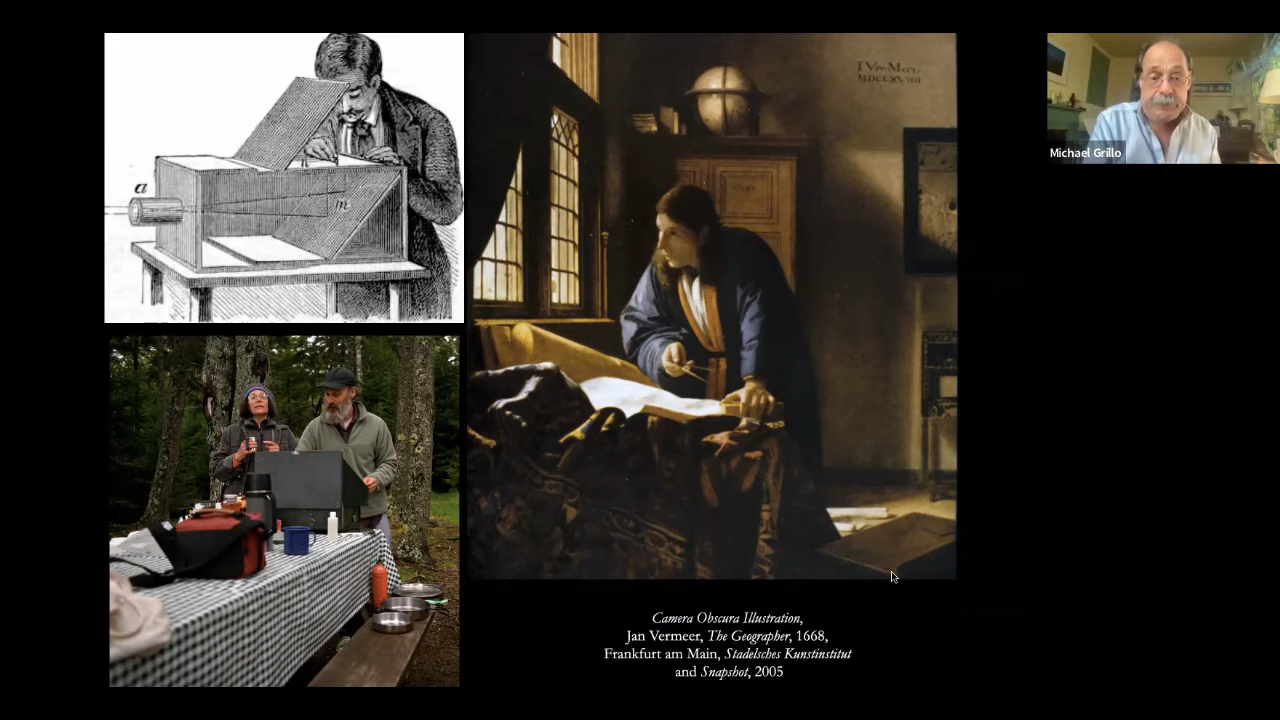 a
m
I Ver Meer
MDCLXVIIII
Michael Grillo
Camera Obscura Illustration,
Jan Vermeer, The Geographer, 1668,
Frankfurt am Main, Stadelsches Kunstinstitut
and Snapshot, 2005